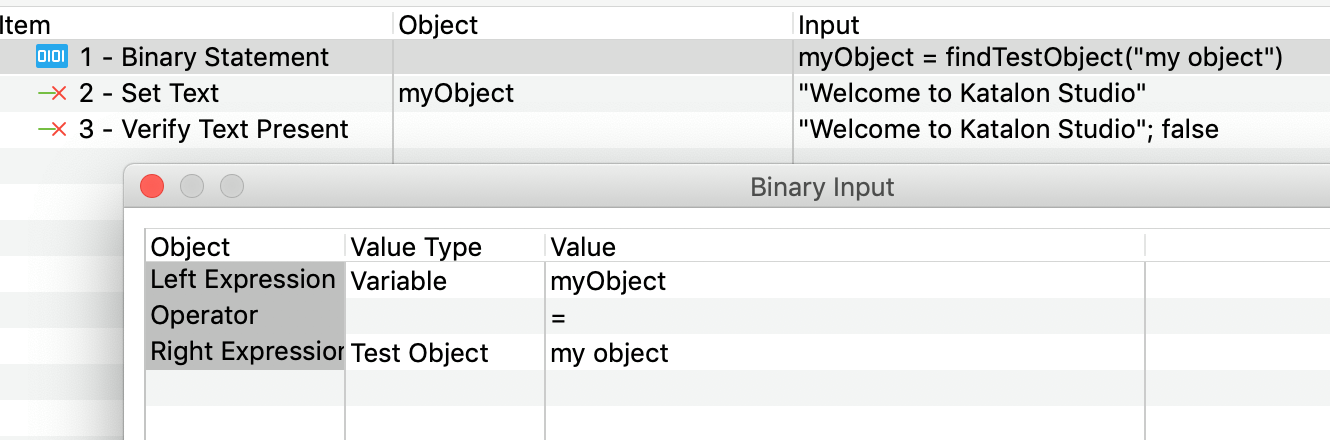 Item Object Input
0101 1 - Binary Statement myObject = findTestObject("my object")
2 - Set Text myObject "Welcome to Katalon Studio"
3 - Verify Text Present "Welcome to Katalon Studio"; false
Binary Input
Object Value Type Value
Left Expression Variable myObject
Operator =
Right Expression Test Object my object